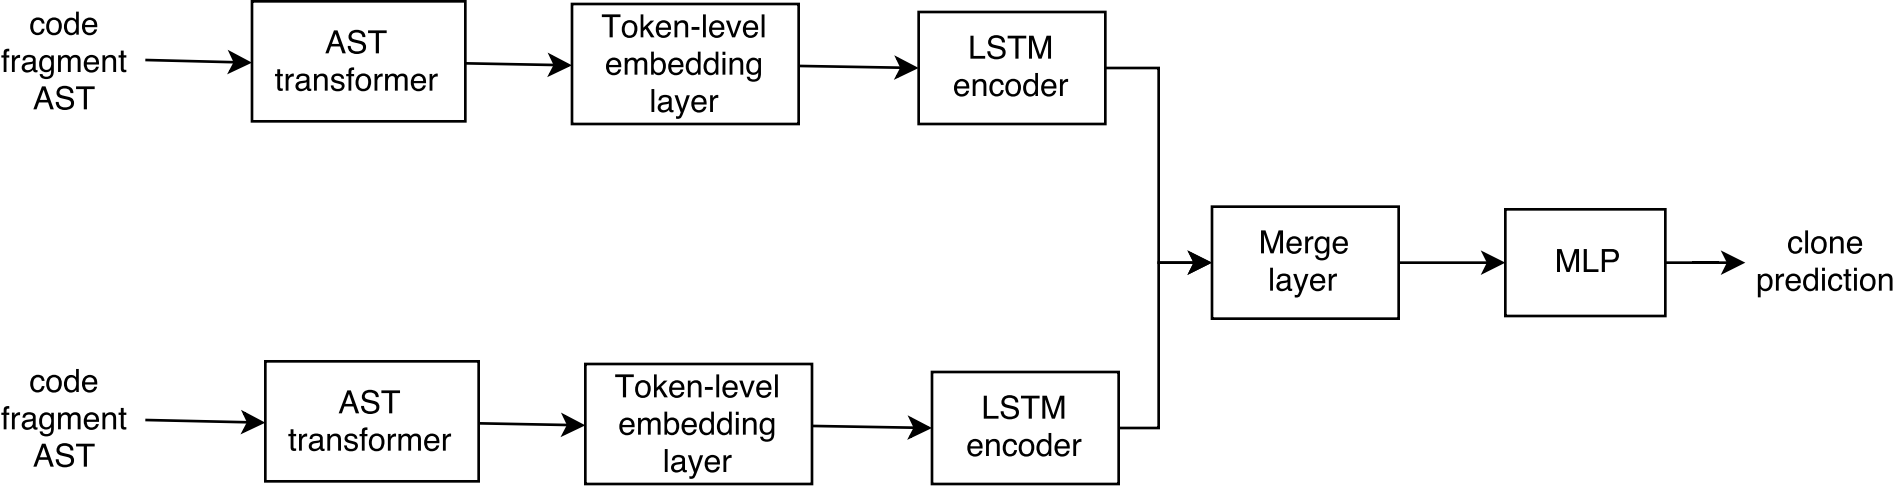 code
fragment
AST
AST
transformer
Token-level
embedding
layer
LSTM
encoder
code
fragment
AST
AST
transformer
Token-level
embedding
layer
LSTM
encoder
Merge
layer
MLP
clone
prediction